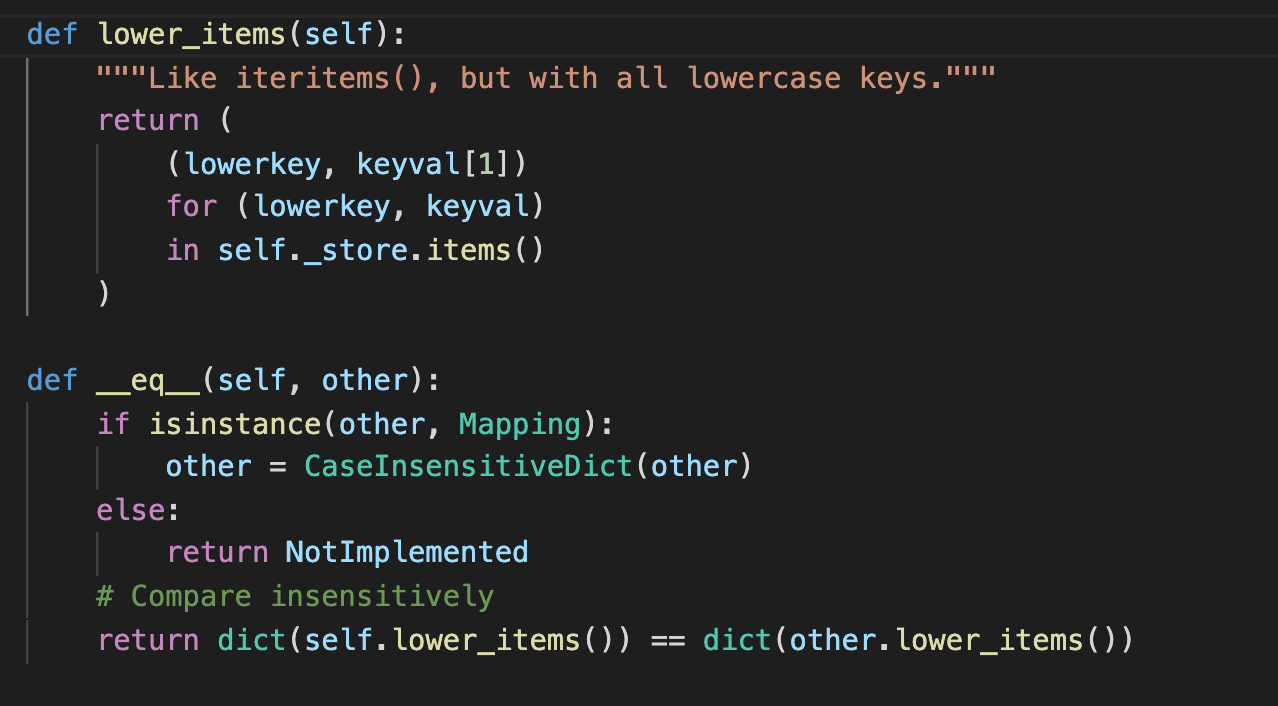 def lower_items(self):
    """Like iteritems(), but with all lowercase keys."""
    return (
        (lowerkey, keyval[1])
        for (lowerkey, keyval)
        in self._store.items()
    )

def __eq__(self, other):
    if isinstance(other, Mapping):
        other = CaseInsensitiveDict(other)
    else:
        return NotImplemented
    # Compare insensitively
    return dict(self.lower_items()) == dict(other.lower_items())